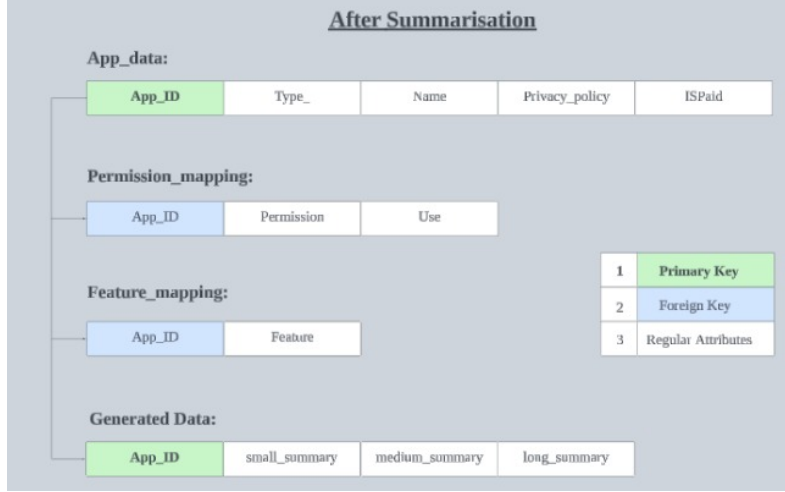 After Summarisation
App_data:
App_ID Type_ Name Privacy_policy ISPaid
Permission_mapping:
App_ID Permission Use
1 Primary Key
Feature_mapping:
2 Foreign Key
App_ID Feature
3 Regular Attributes
Generated Data:
App_ID small_summary medium_summary long_summary